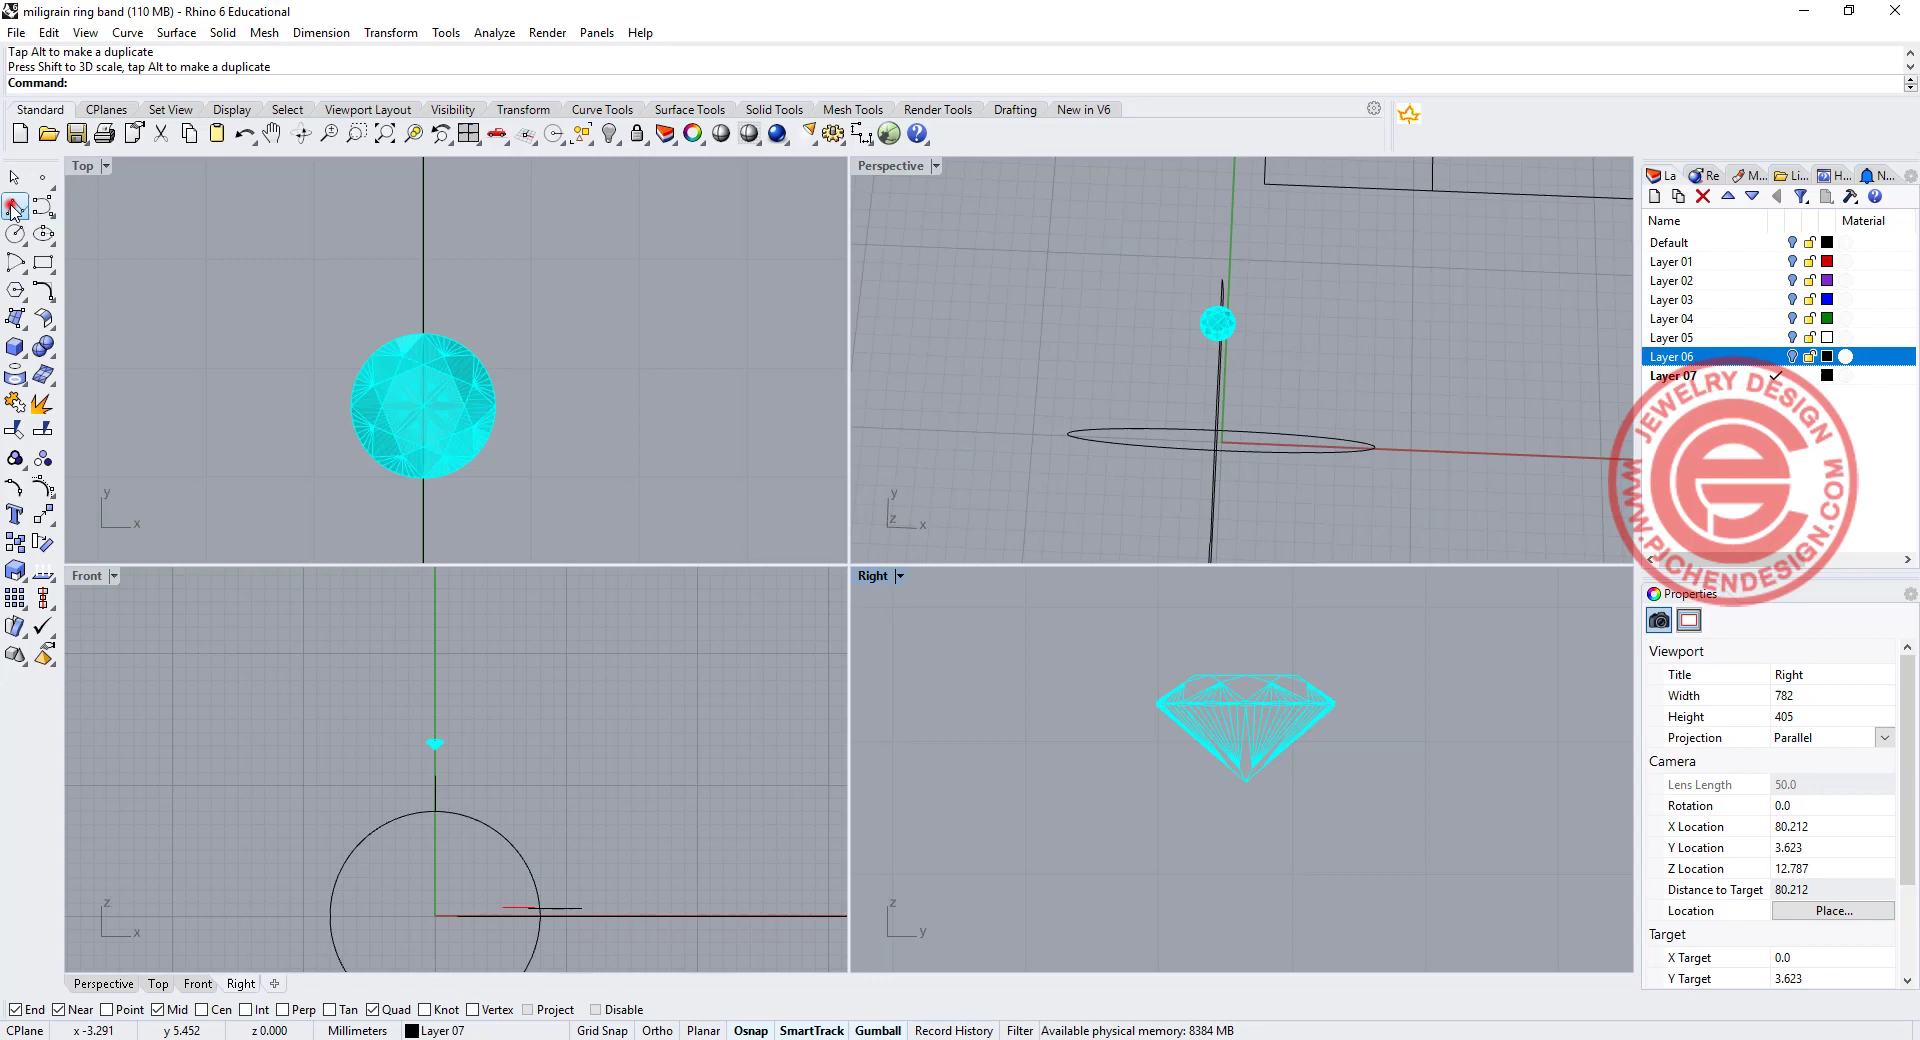 miligrain ring band (110 MB) - Rhino 6 Educational
File Edit View Curve Surface Solid Mesh Dimension Transform Tools Analyze Render Panels Help
Tap Alt to make a duplicate
Press Shift to 3D scale, tap Alt to make a duplicate
Command:
Standard CPlanes Set View Display Select Viewport Layout Visibility Transform Curve Tools Surface Tools Solid Tools Mesh Tools Render Tools Drafting New in V6
Top
Perspective
La Re M... Li... H... N...
Name Material
Default
Layer 01
Layer 02
Layer 03
Layer 04
Layer 05
Layer 06
Layer 07
JEWELRY DESIGN
WWW.PJCHENDESIGN.COM
y
x
y
z
x
Front
Right
Properties
Viewport
Title Right
Width 782
Height 405
Projection Parallel
Camera
Lens Length 50.0
Rotation 0.0
X Location 80.212
Y Location 3.623
Z Location 12.787
Distance to Target 80.212
Location Place...
Target
X Target 0.0
Y Target 3.623
z
x
z
y
Perspective Top Front Right
End Near Point Mid Cen Int Perp Tan Quad Knot Vertex Project Disable
CPlane x -3.291 y 5.452 z 0.000 Millimeters Layer 07 Grid Snap Ortho Planar Osnap SmartTrack Gumball Record History Filter Available physical memory: 8384 MB